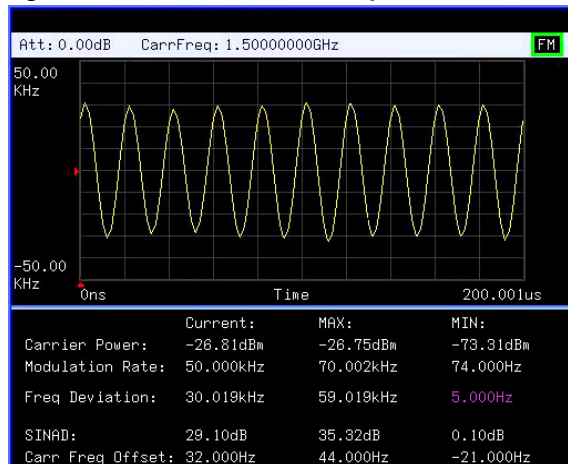 Att: 0.00dB CarrFreq: 1.50000000GHz FM
50.00
KHz
-50.00
KHz
0ns Time 200.001us
Current: MAX: MIN:
Carrier Power: -26.81dBm -26.75dBm -73.31dBm
Modulation Rate: 50.000kHz 70.002kHz 74.000Hz
Freq Deviation: 30.019kHz 59.019kHz 5.000Hz
SINAD: 29.10dB 35.32dB 0.10dB
Carr Freq Offset: 32.000Hz 44.000Hz -21.000Hz